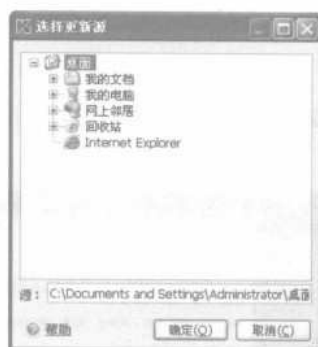 选择更新源
桌面
我的文档
我的电脑
网上邻居
回收站
Internet Explorer
源： C:\Documents and Settings\Administrator\桌面
帮助
确定(O)
取消(C)